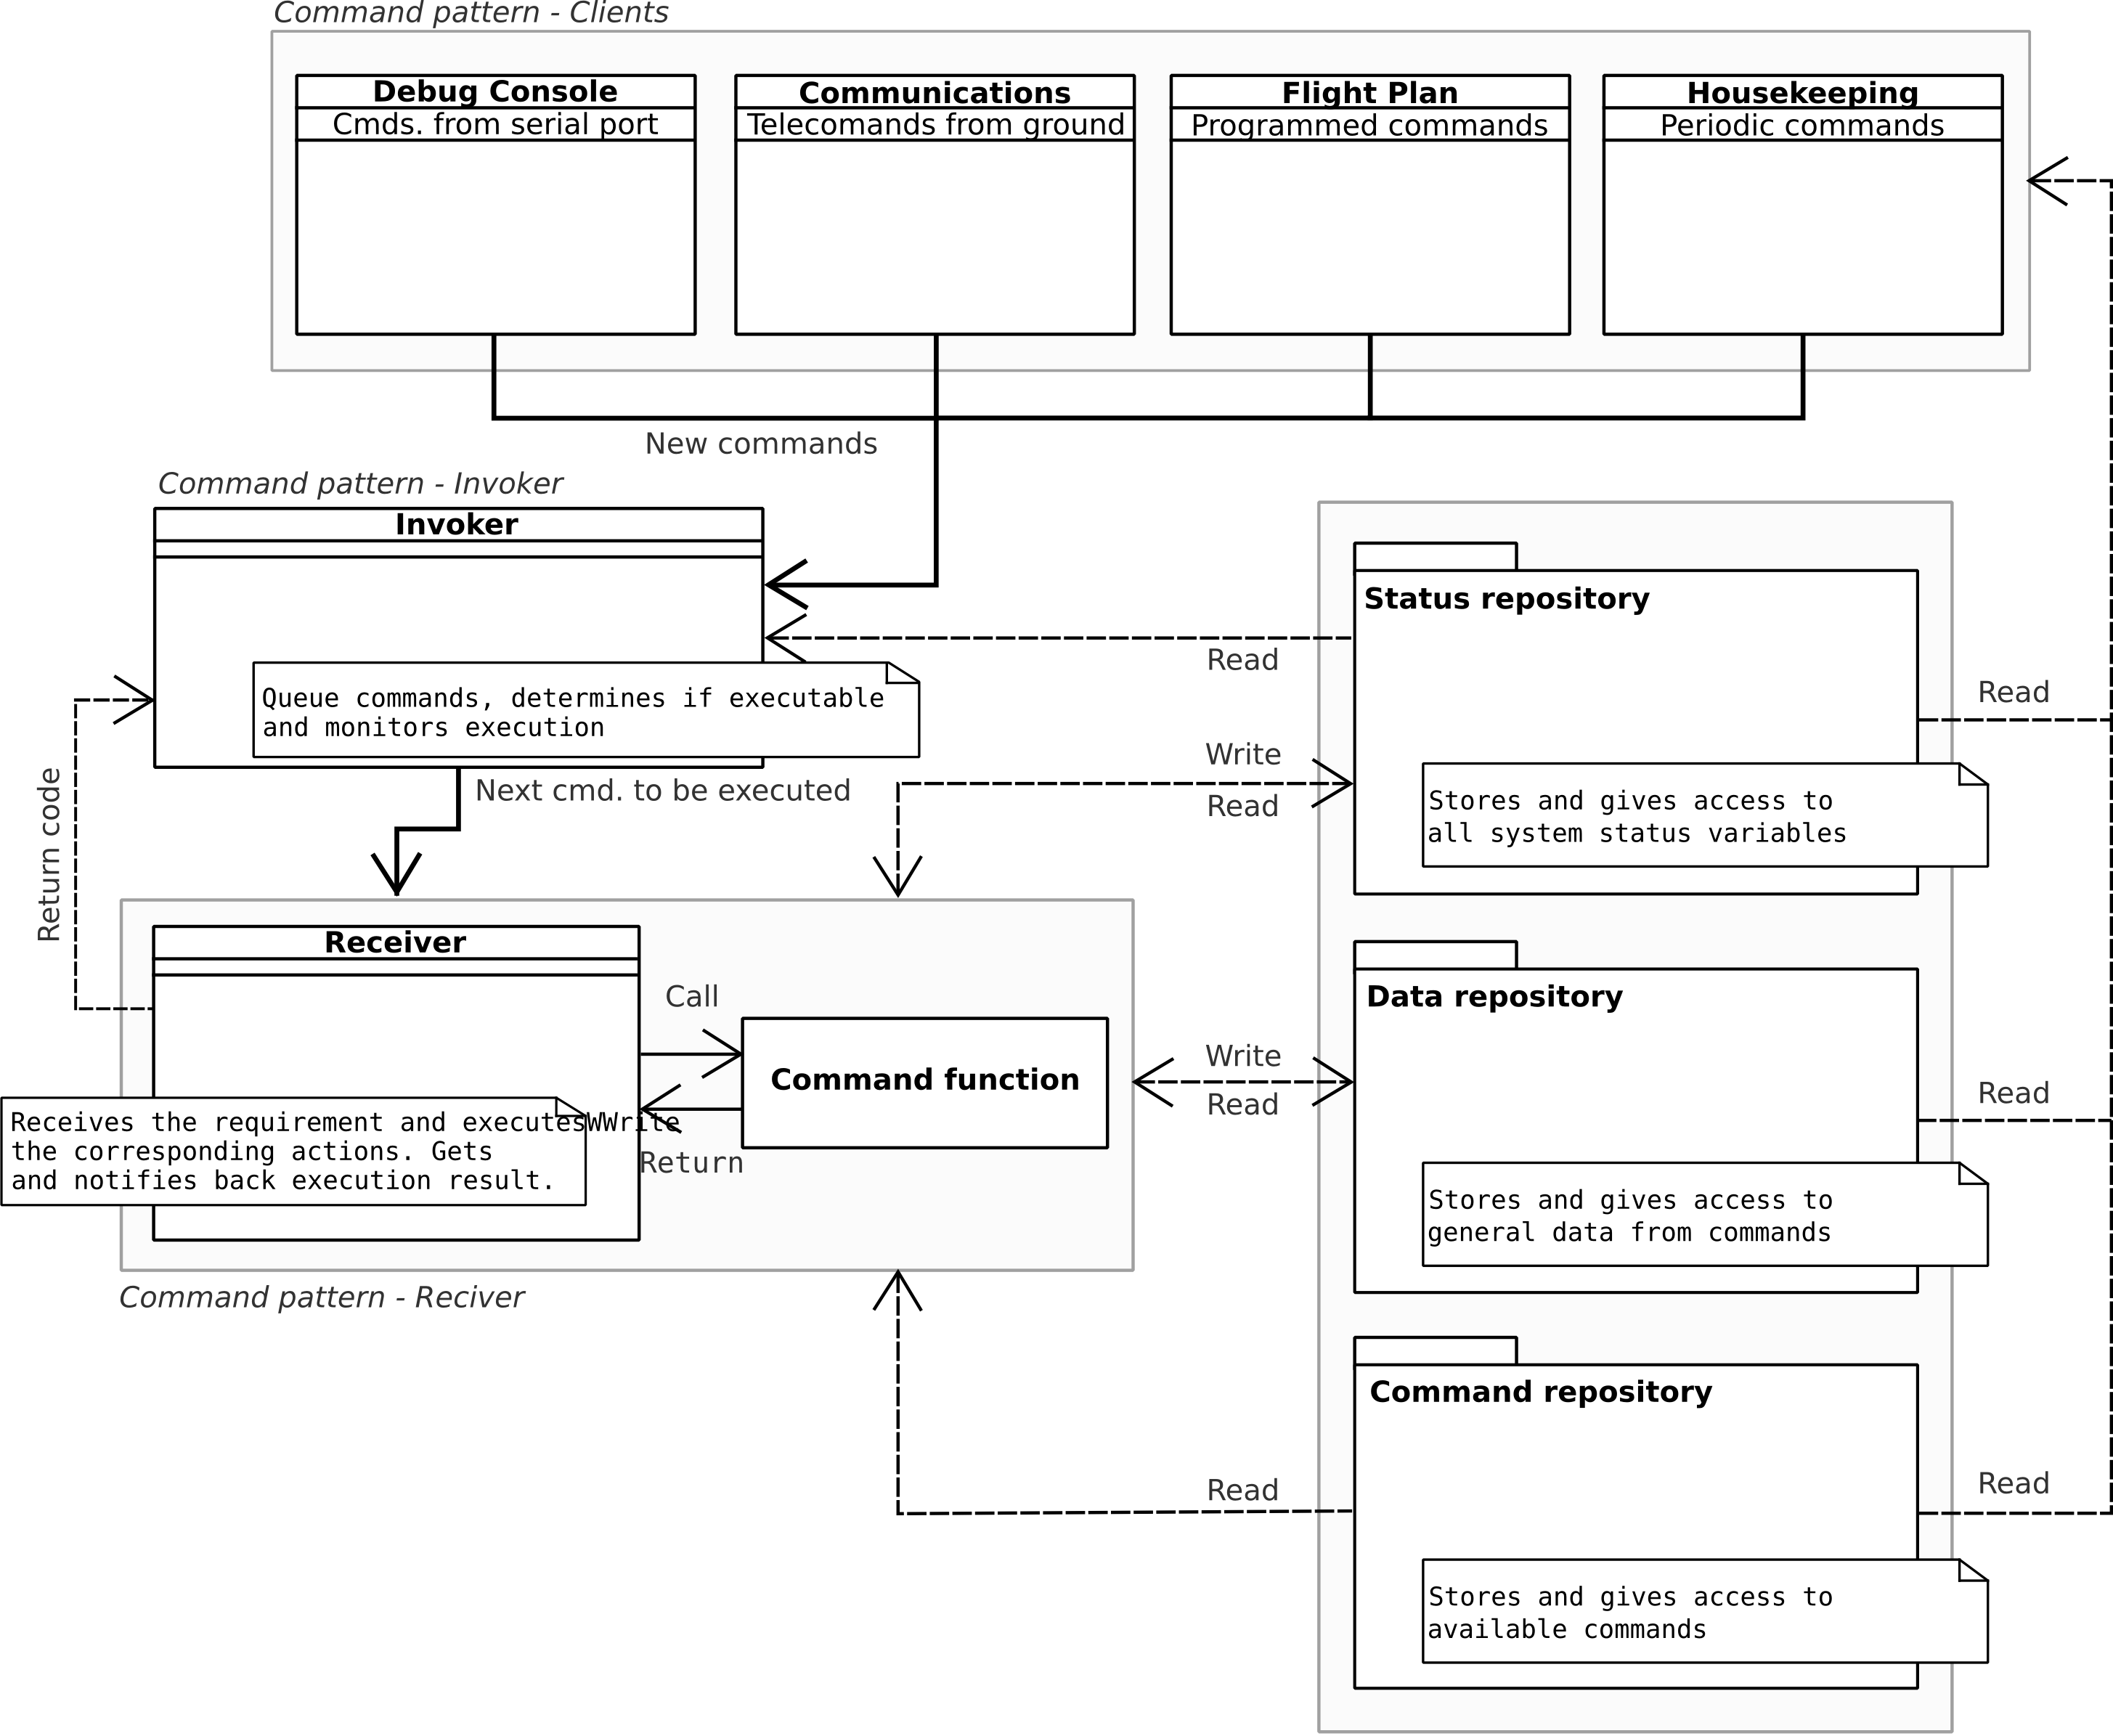 Command pattern - Clients
Debug Console
Cmds. from serial port
Communications
Telecomands from ground
Flight Plan
Programmed commands
Housekeeping
Periodic commands
New commands
Command pattern - Invoker
Invoker
Queue commands, determines if executable
and monitors execution
Next cmd. to be executed
Return code
Read
Write
Read
Status repository
Stores and gives access to
all system status variables
Read
Receiver
Call
Command function
Receives the requirement and executesWWrite
the corresponding actions. Gets
and notifies back execution result.
Return
Command pattern - Reciver
Write
Read
Data repository
Stores and gives access to
general data from commands
Read
Read
Command repository
Stores and gives access to
available commands
Read